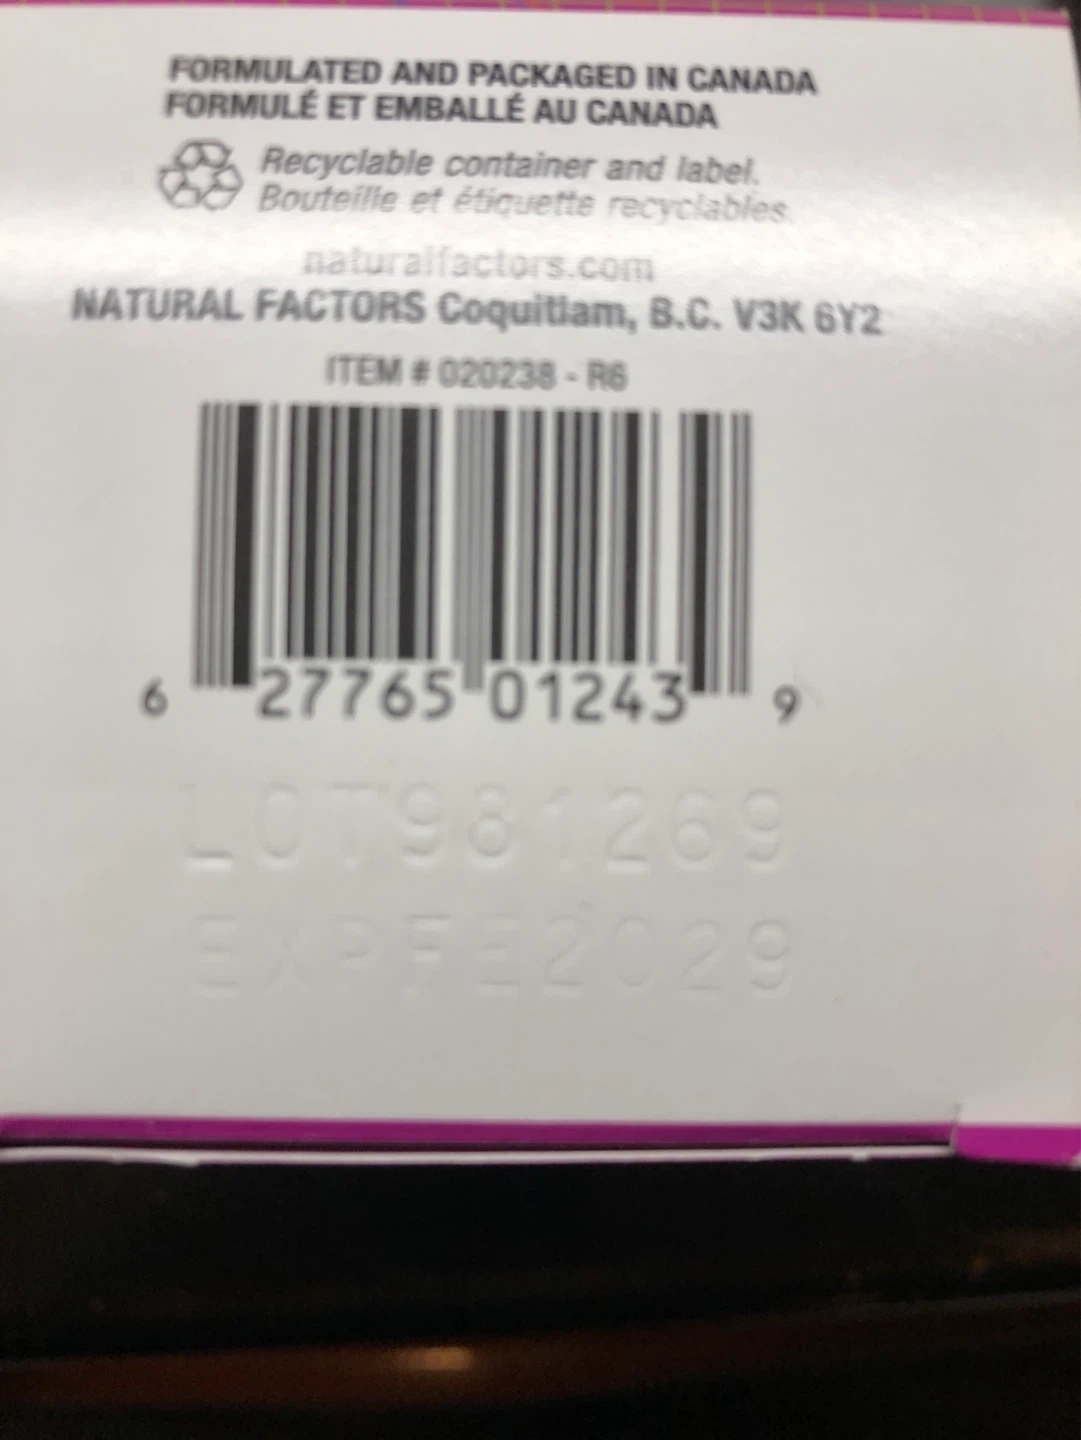 FORMULATED AND PACKAGED IN CANADA
FORMULÉ ET EMBALLÉ AU CANADA
Recyclable container and label.
Bouteille et étiquette recyclables.
naturalfactors.com
NATURAL FACTORS Coquitlam, B.C. V3K 6Y2
ITEM # 020238 - R6
6 27765 01243 9
LOT981269
EXPFE2029